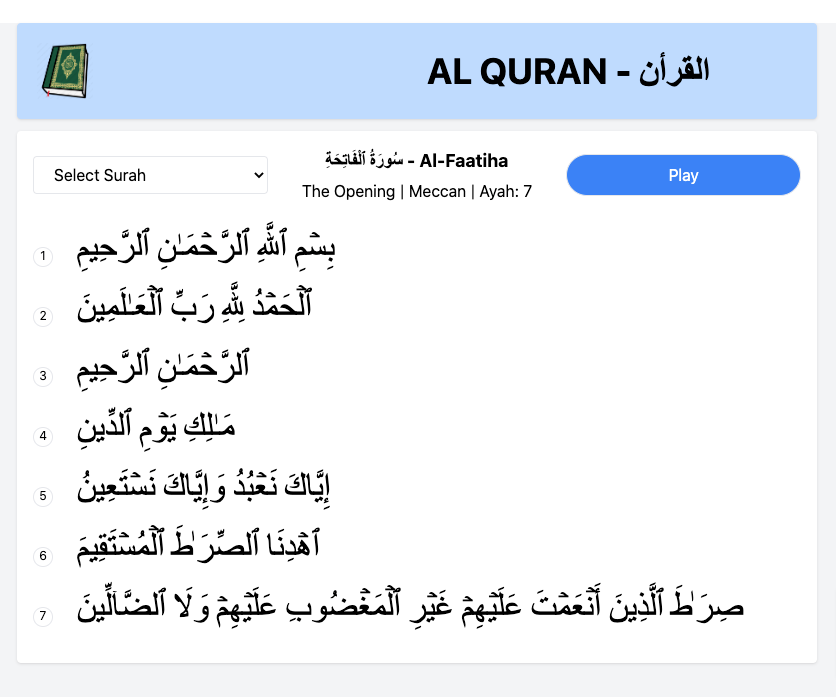 AL QURAN - القرأن
Select Surah
سُورَةُ ٱلْفَاتِحَةِ - Al-Faatiha
The Opening | Meccan | Ayah: 7
Play
1 بِسْمِ ٱللَّهِ ٱلرَّحْمَـٰنِ ٱلرَّحِيمِ
2 ٱلْحَمْدُ لِلَّهِ رَبِّ ٱلْعَـٰلَمِينَ
3 ٱلرَّحْمَـٰنِ ٱلرَّحِيمِ
4 مَـٰلِكِ يَوْمِ ٱلدِّينِ
5 إِيَّاكَ نَعْبُدُ وَإِيَّاكَ نَسْتَعِينُ
6 ٱهْدِنَا ٱلصِّرَٰطَ ٱلْمُسْتَقِيمَ
7 صِرَٰطَ ٱلَّذِينَ أَنْعَمْتَ عَلَيْهِمْ غَيْرِ ٱلْمَغْضُوبِ عَلَيْهِمْ وَلَا ٱلضَّآلِّينَ